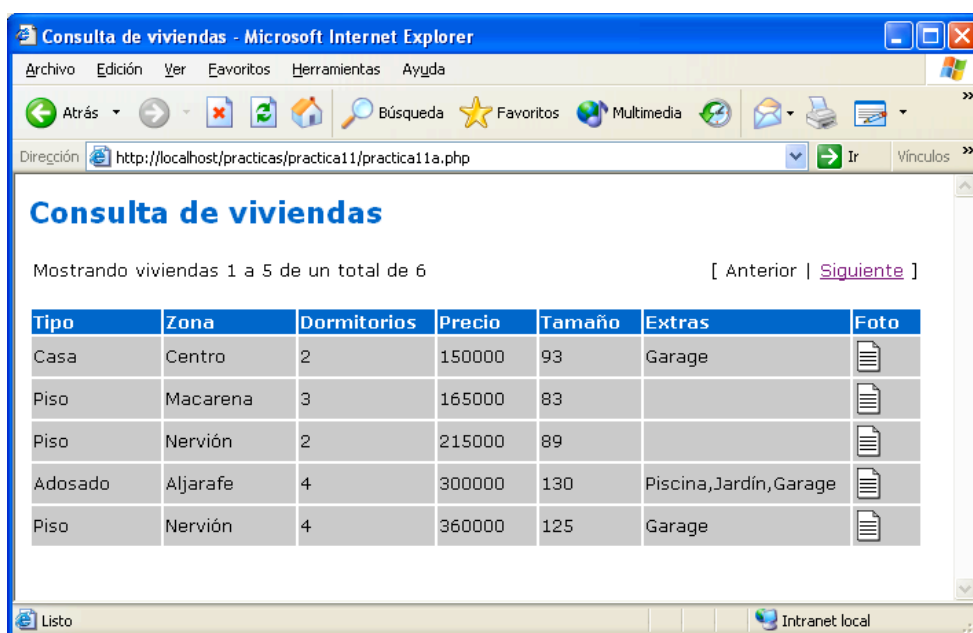 Consulta de viviendas - Microsoft Internet Explorer
Archivo Edición Ver Favoritos Herramientas Ayuda
Atrás Búsqueda Favoritos Multimedia »
Dirección http://localhost/practicas/practica11/practica11a.php Ir Vínculos »
Consulta de viviendas
Mostrando viviendas 1 a 5 de un total de 6 [ Anterior | Siguiente ]
Tipo Zona Dormitorios Precio Tamaño Extras Foto
Casa Centro 2 150000 93 Garage
Piso Macarena 3 165000 83
Piso Nervión 2 215000 89
Adosado Aljarafe 4 300000 130 Piscina,Jardín,Garage
Piso Nervión 4 360000 125 Garage
Listo Intranet local